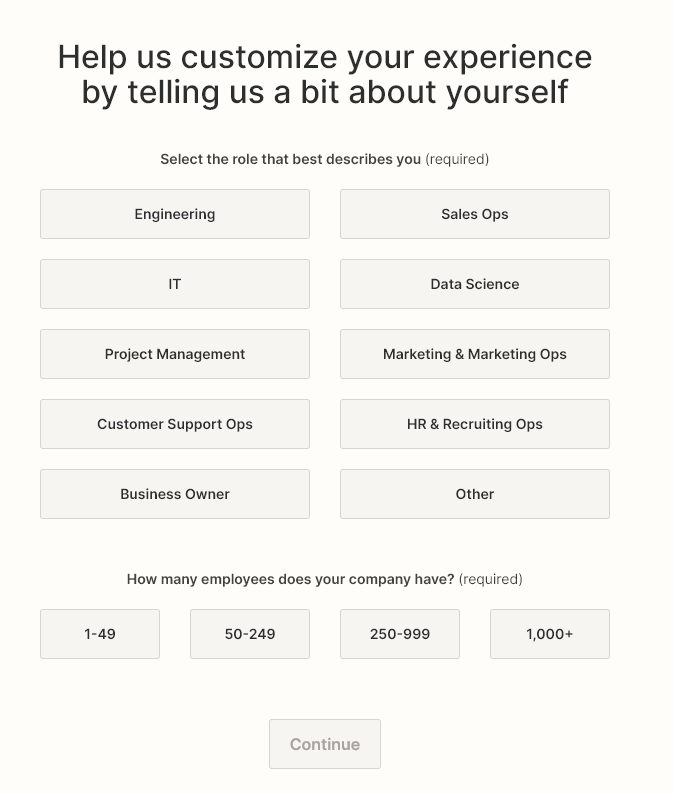 Help us customize your experience
by telling us a bit about yourself
Select the role that best describes you (required)
Engineering
Sales Ops
IT
Data Science
Project Management
Marketing & Marketing Ops
Customer Support Ops
HR & Recruiting Ops
Business Owner
Other
How many employees does your company have? (required)
1-49
50-249
250-999
1,000+
Continue